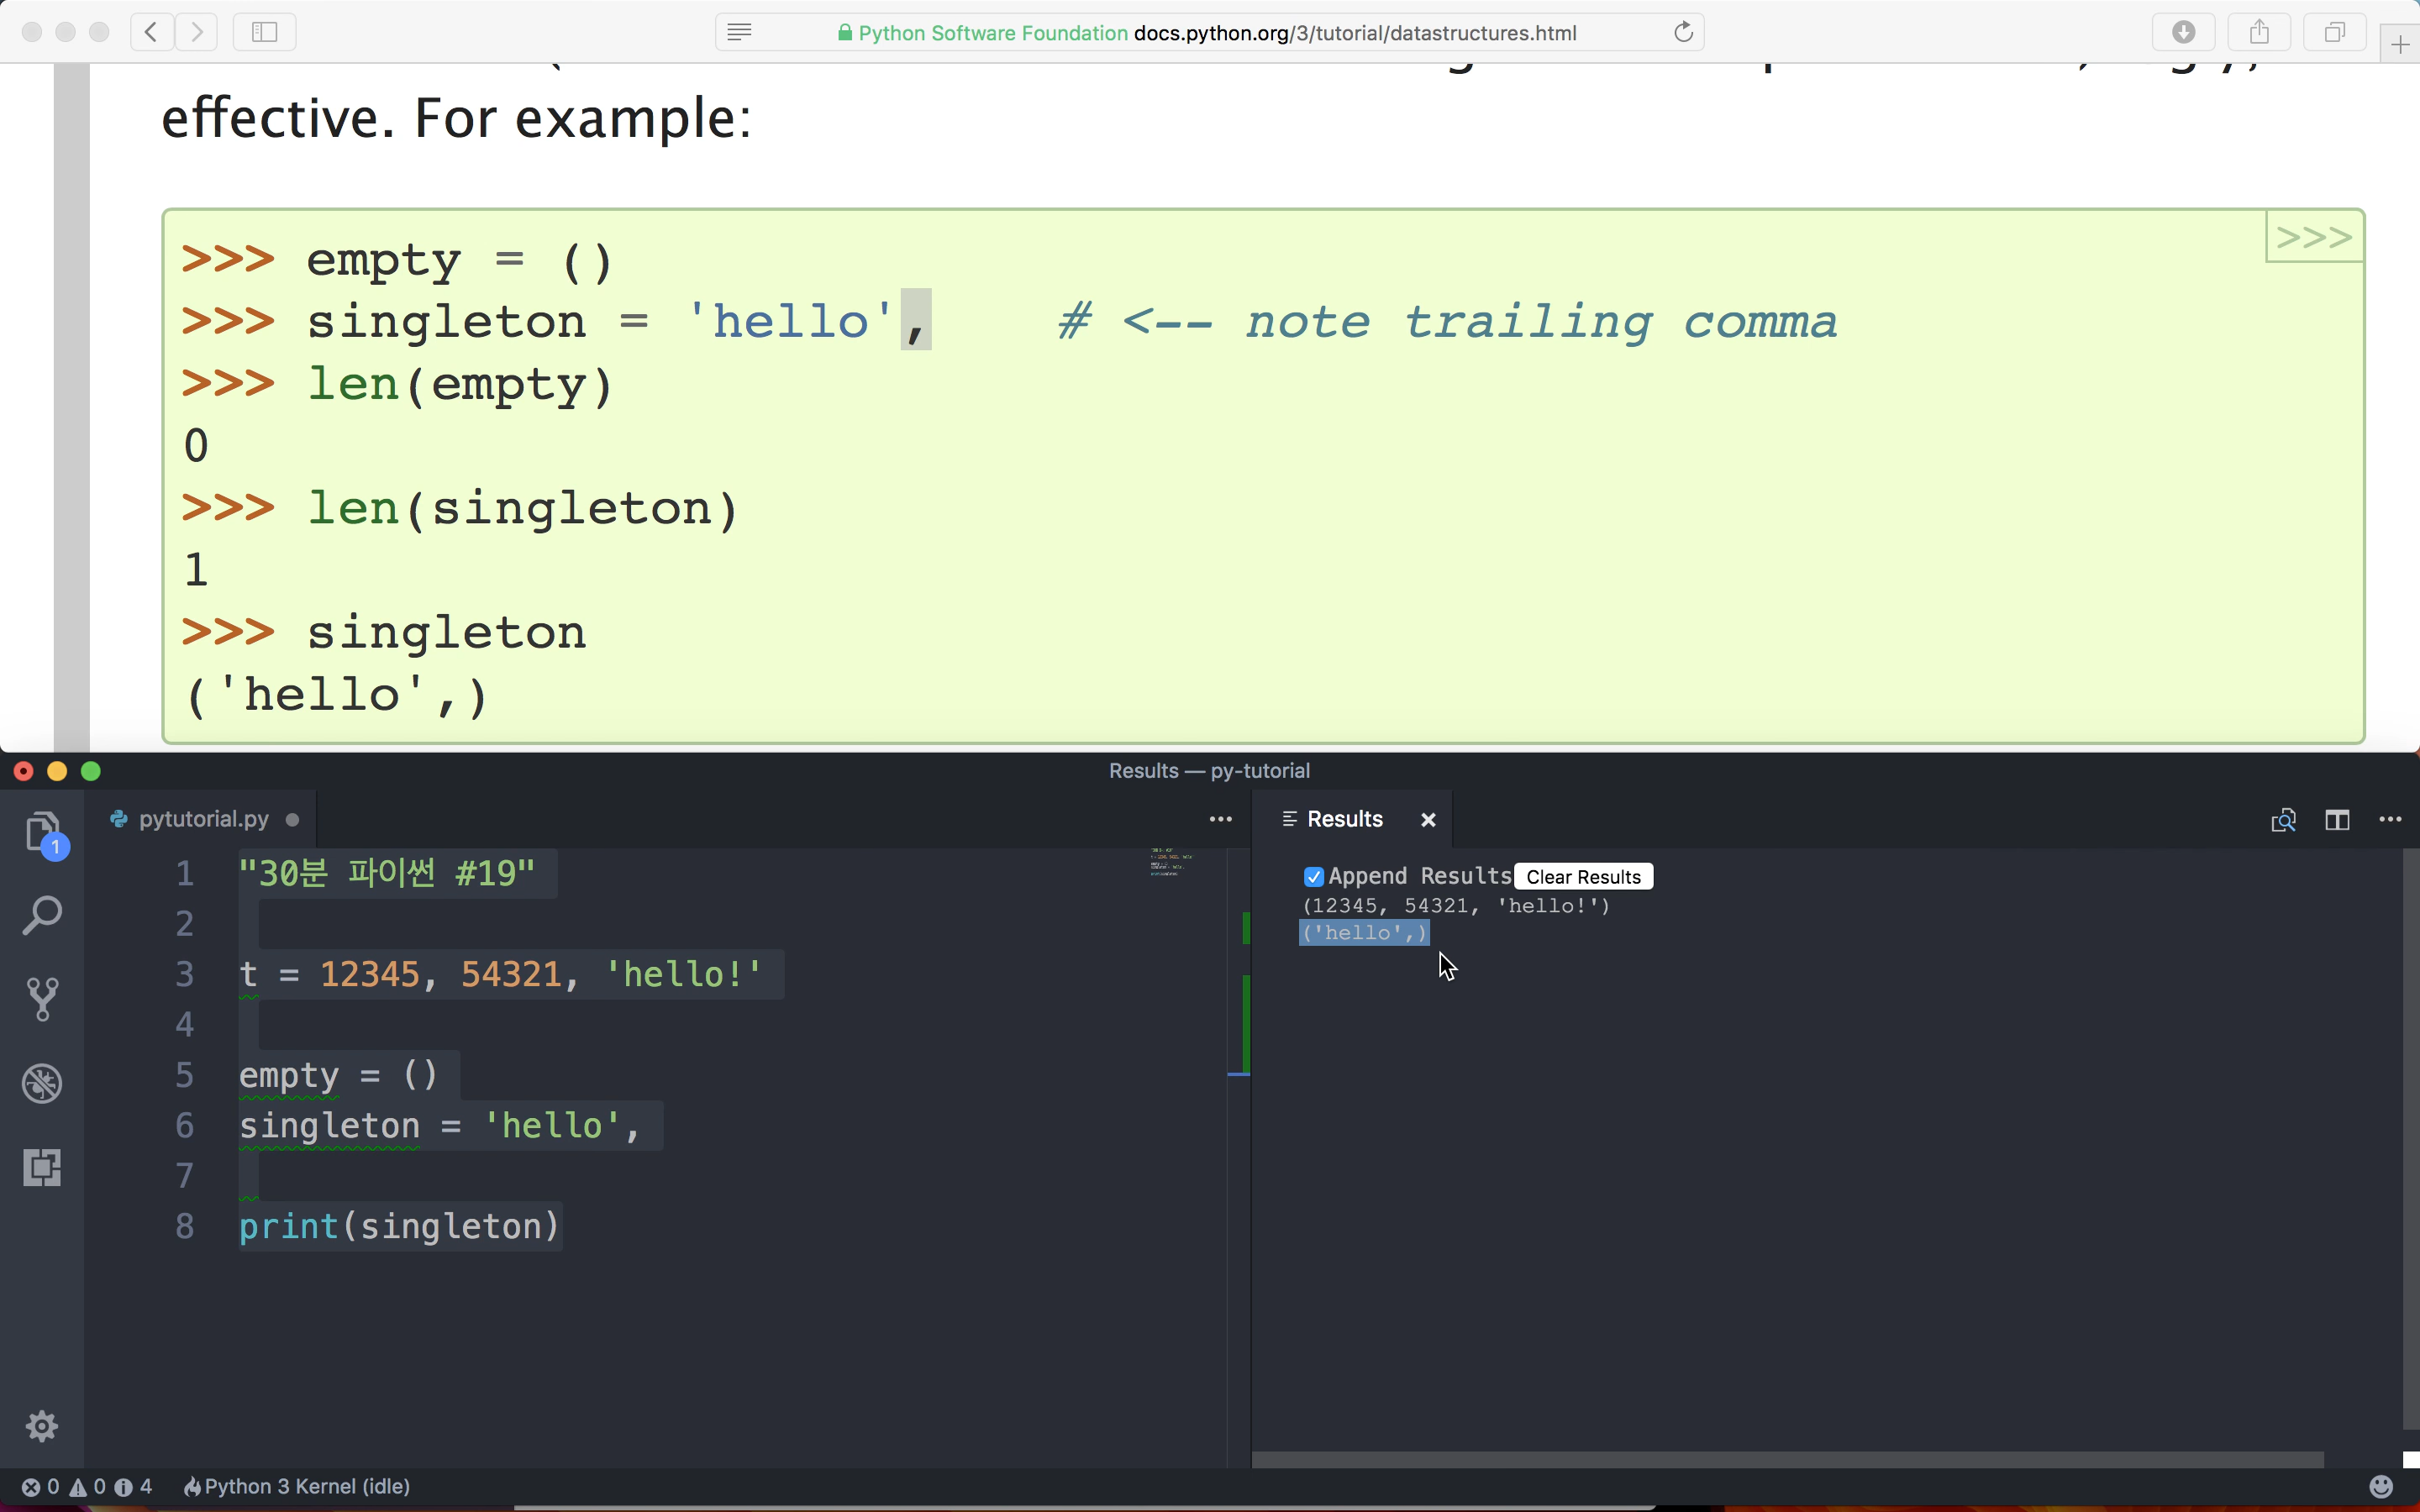 Python Software Foundation docs.python.org/3/tutorial/datastructures.html
effective. For example:
>>>
>>> empty = ()
>>> singleton = 'hello',    # <-- note trailing comma
>>> len(empty)
0
>>> len(singleton)
1
>>> singleton
('hello',)
Results — py-tutorial
1
pytutorial.py
1 "30분 파이썬 #19"
2
3 t = 12345, 54321, 'hello!'
4
5 empty = ()
6 singleton = 'hello',
7
8 print(singleton)
Results
Append Results Clear Results
(12345, 54321, 'hello!')
('hello',)
0 0 4 Python 3 Kernel (idle)